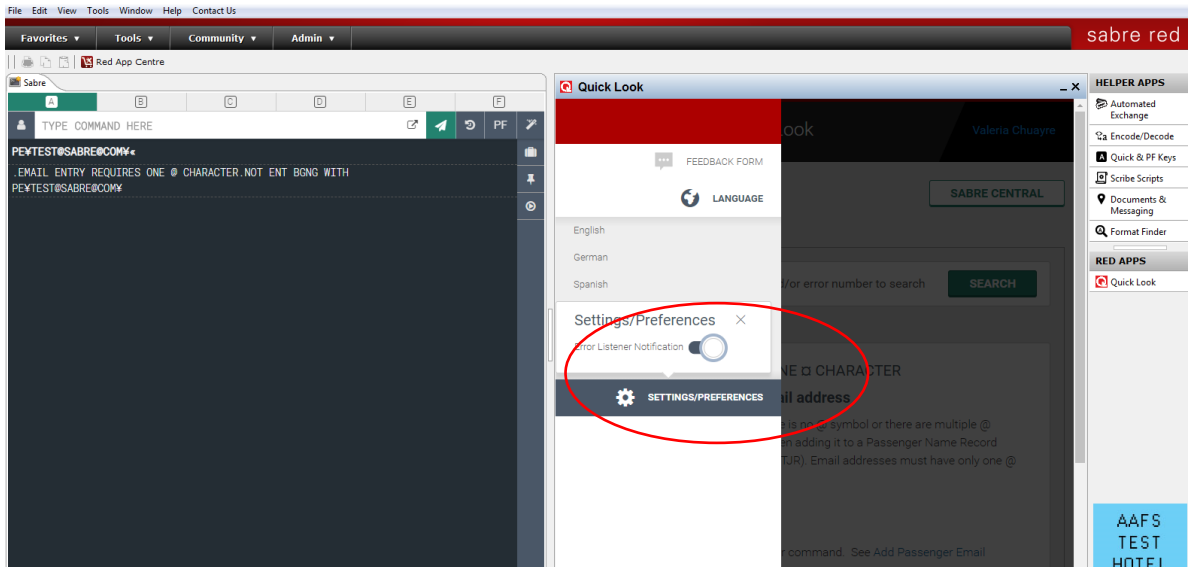 File Edit View Tools Window Help Contact Us
Favorites ▾ Tools ▾ Community ▾ Admin ▾ sabre red
Red App Centre
Sabre
A B C D E F
TYPE COMMAND HERE PF
PE¥TEST@SABRE@COM¥«
.EMAIL ENTRY REQUIRES ONE @ CHARACTER.NOT ENT BGNG WITH
PE¥TEST@SABRE@COM¥
Quick Look
ook Valeria Chuayre
FEEDBACK FORM
LANGUAGE
SABRE CENTRAL
English
German
Spanish
/or error number to search SEARCH
Settings/Preferences ×
Error Listener Notification
SETTINGS/PREFERENCES
NE ¤ CHARACTER
il address
e is no @ symbol or there are multiple @
en adding it to a Passenger Name Record
TJR). Email addresses must have only one @
r command. See Add Passenger Email
HELPER APPS
Automated
Exchange
Encode/Decode
Quick & PF Keys
Scribe Scripts
Documents &
Messaging
Format Finder
RED APPS
Quick Look
AAFS
TEST
HOTEL